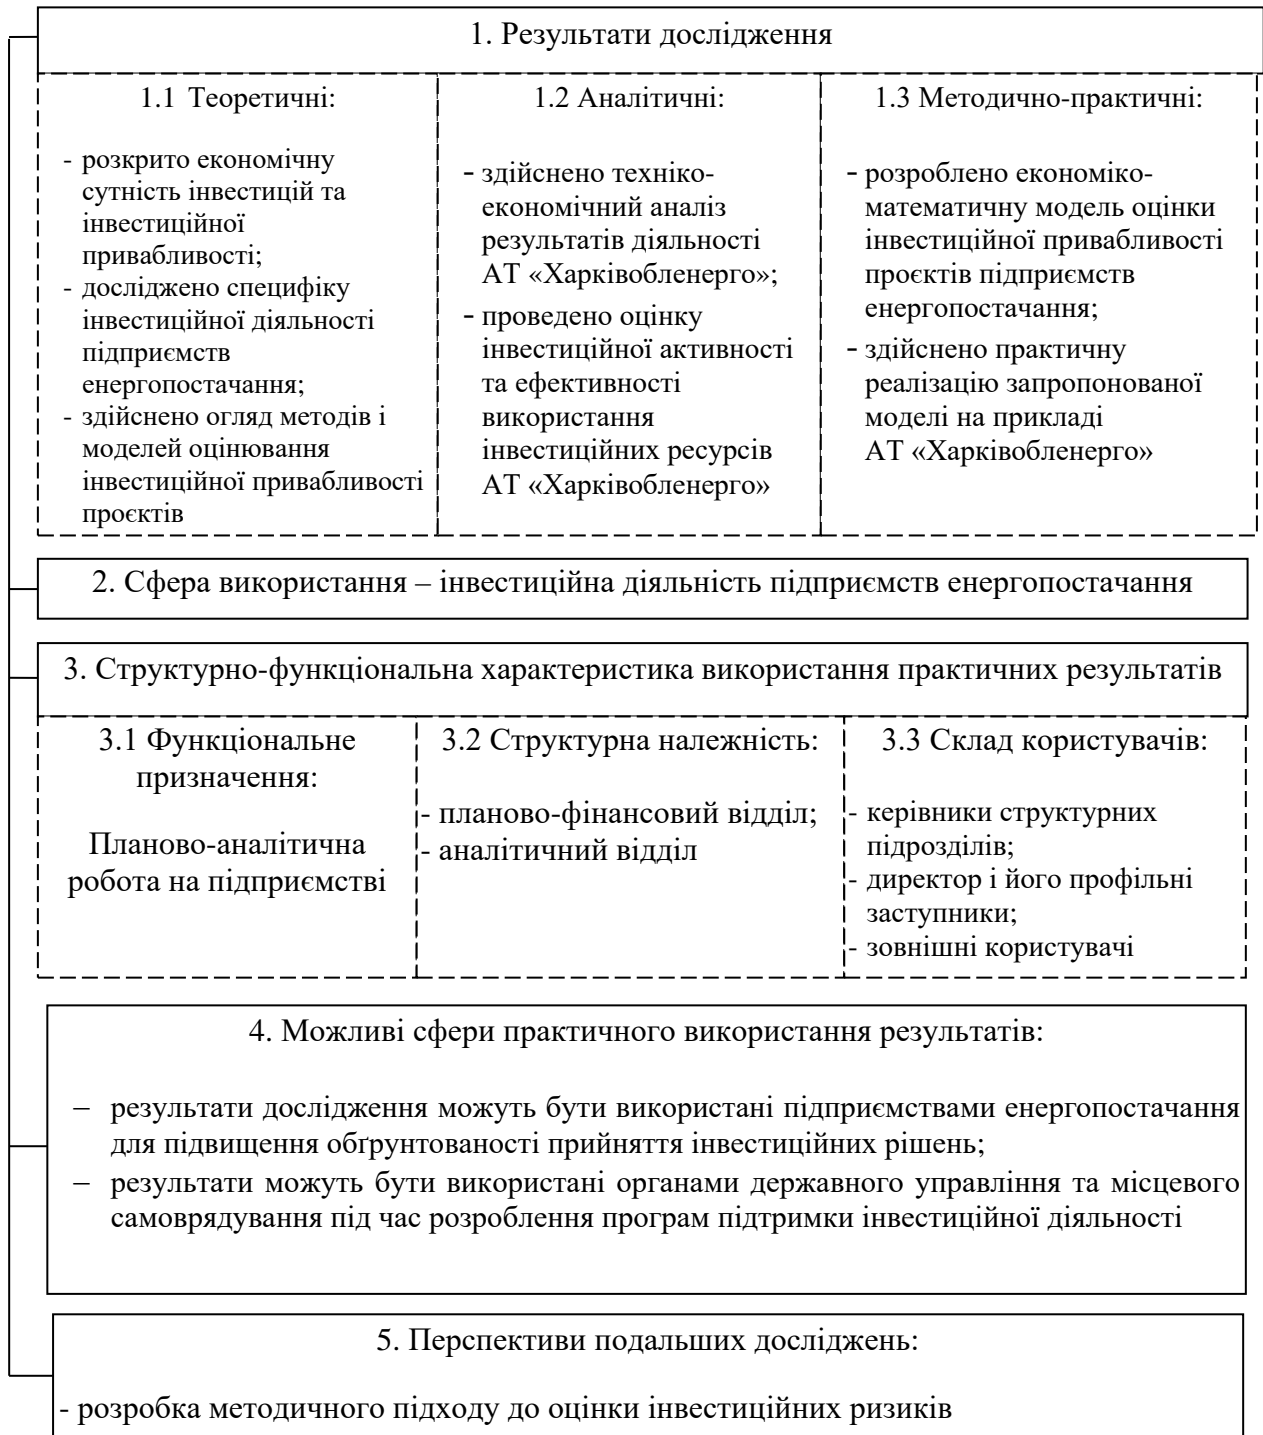 1. Результати дослідження
1.1 Теоретичні:
- розкрито економічну
сутність інвестицій та
інвестиційної
привабливості;
- досліджено специфіку
інвестиційної діяльності
підприємств
енергопостачання;
- здійснено огляд методів і
моделей оцінювання
інвестиційної привабливості
проєктів
1.2 Аналітичні:
- здійснено техніко-
економічний аналіз
результатів діяльності
АТ «Харківобленерго»;
- проведено оцінку
інвестиційної активності
та ефективності
використання
інвестиційних ресурсів
АТ «Харківобленерго»
1.3 Методично-практичні:
- розроблено економіко-
математичну модель оцінки
інвестиційної привабливості
проєктів підприємств
енергопостачання;
- здійснено практичну
реалізацію запропонованої
моделі на прикладі
АТ «Харківобленерго»
2. Сфера використання – інвестиційна діяльність підприємств енергопостачання
3. Структурно-функціональна характеристика використання практичних результатів
3.1 Функціональне
призначення:
Планово-аналітична
робота на підприємстві
3.2 Структурна належність:
- планово-фінансовий відділ;
- аналітичний відділ
3.3 Склад користувачів:
- керівники структурних
підрозділів;
- директор і його профільні
заступники;
- зовнішні користувачі
4. Можливі сфери практичного використання результатів:
– результати дослідження можуть бути використані підприємствами енергопостачання
для підвищення обґрунтованості прийняття інвестиційних рішень;
– результати можуть бути використані органами державного управління та місцевого
самоврядування під час розроблення програм підтримки інвестиційної діяльності
5. Перспективи подальших досліджень:
- розробка методичного підходу до оцінки інвестиційних ризиків